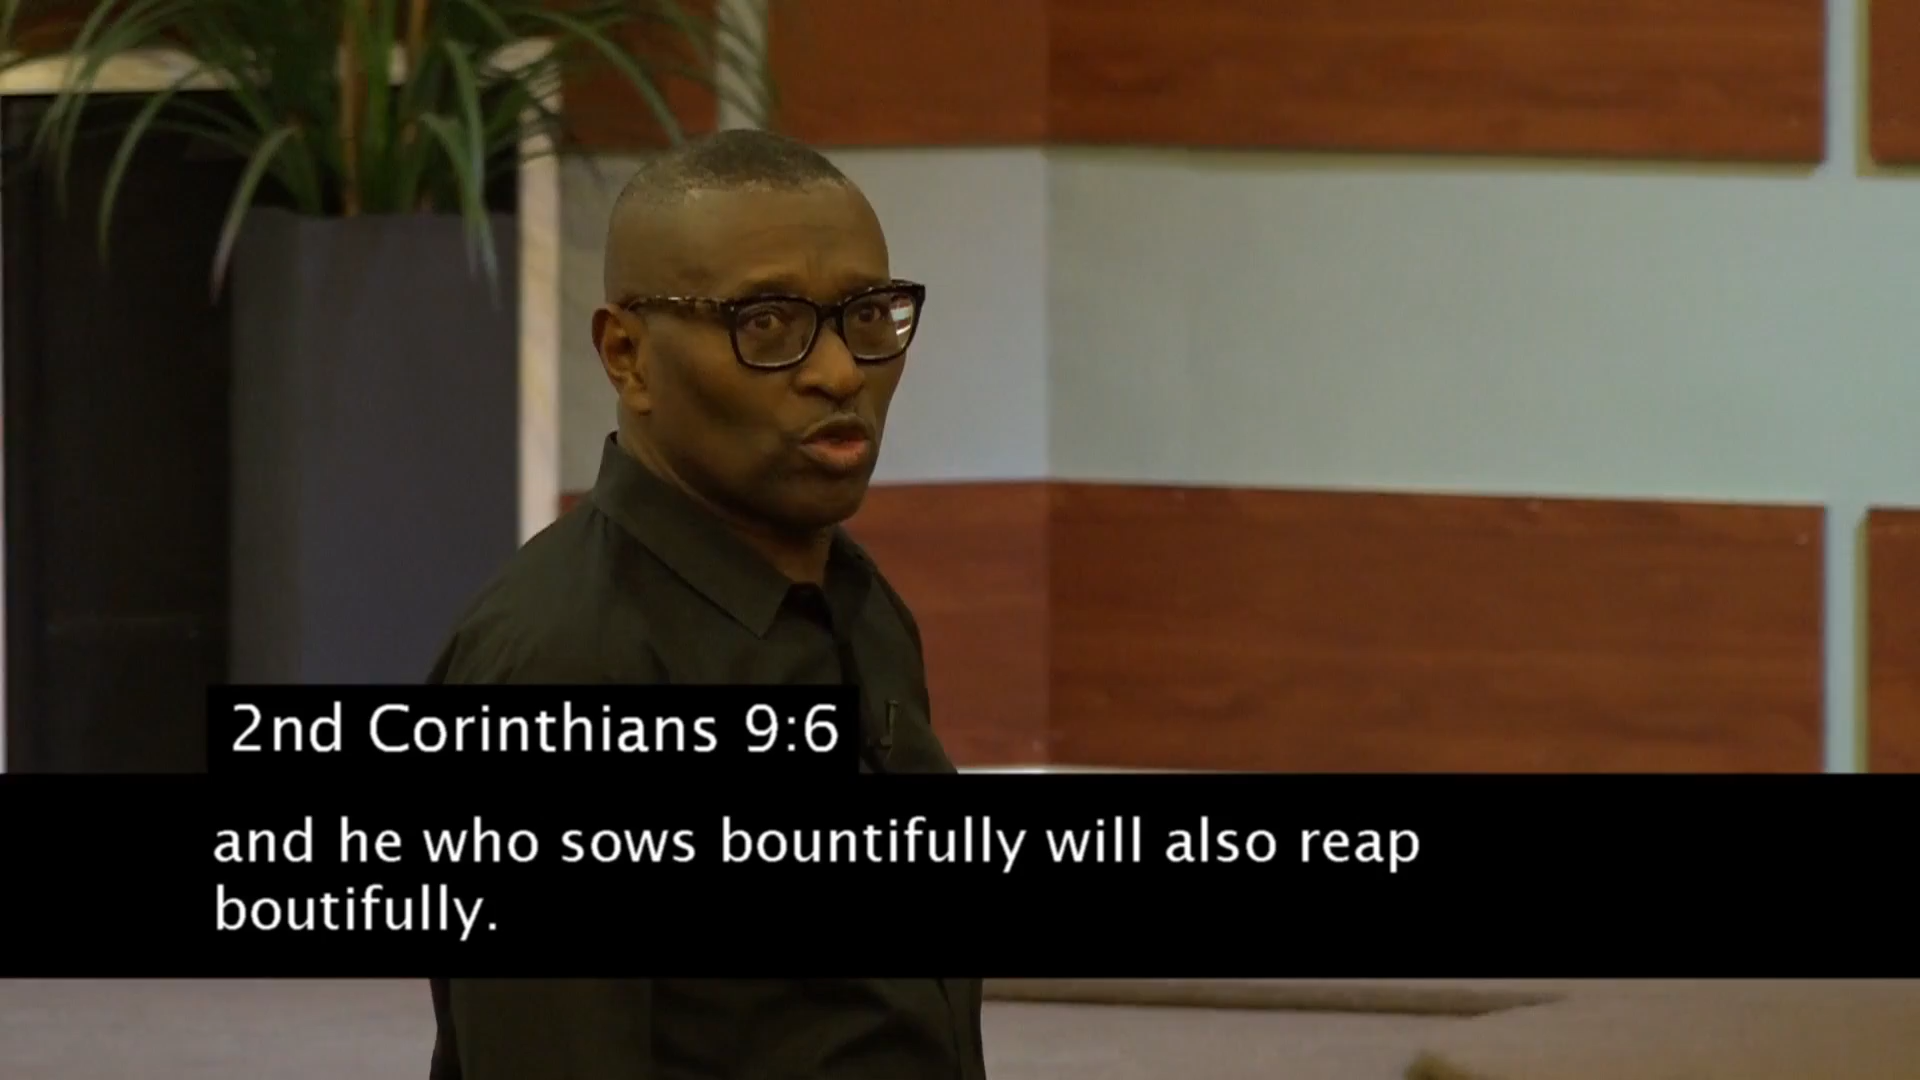 2nd Corinthians 9:6
and he who sows bountifully will also reap
boutifully.